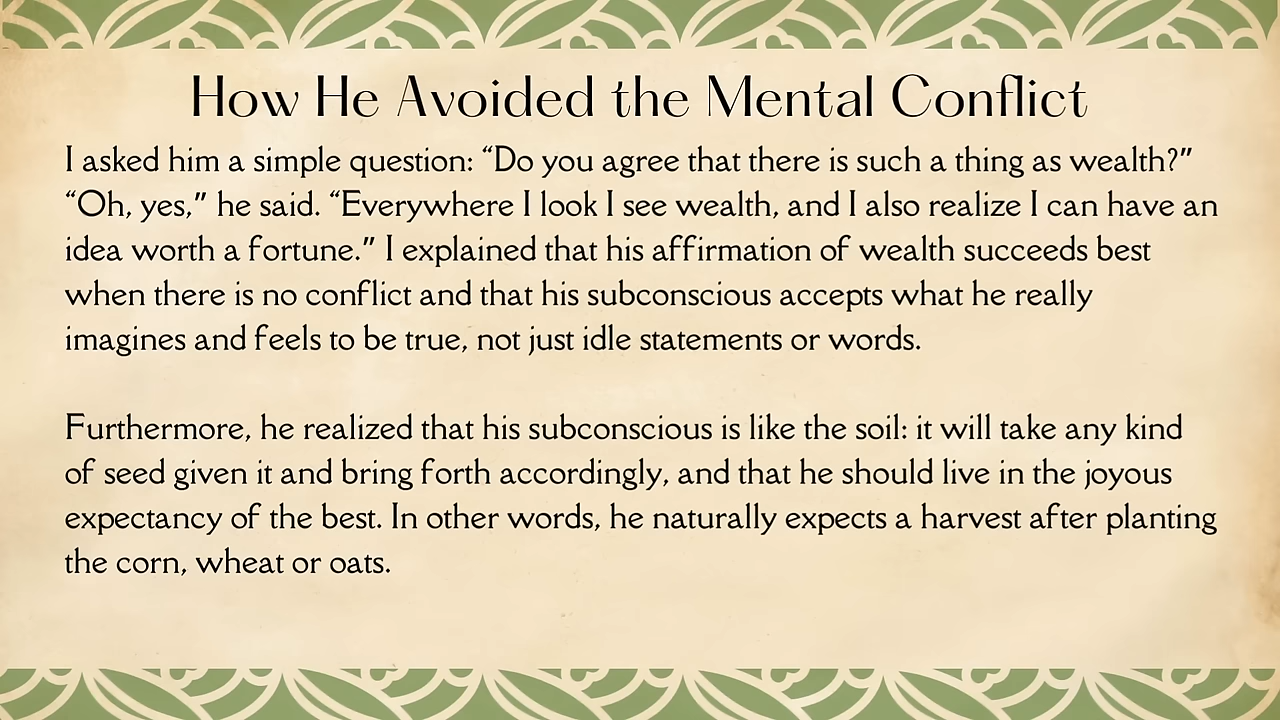 How He Avoided the Mental Conflict
I asked him a simple question: “Do you agree that there is such a thing as wealth?”
“Oh, yes,” he said. “Everywhere I look I see wealth, and I also realize I can have an
idea worth a fortune.” I explained that his affirmation of wealth succeeds best
when there is no conflict and that his subconscious accepts what he really
imagines and feels to be true, not just idle statements or words.
Furthermore, he realized that his subconscious is like the soil: it will take any kind
of seed given it and bring forth accordingly, and that he should live in the joyous
expectancy of the best. In other words, he naturally expects a harvest after planting
the corn, wheat or oats.